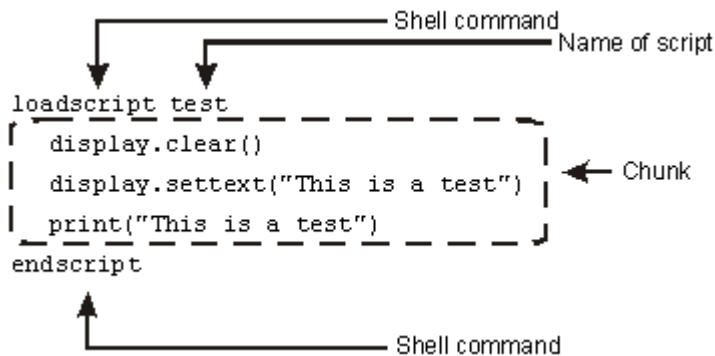 Shell command
Name of script
loadscript test
display.clear()
display.settext("This is a test")
Chunk
print("This is a test")
endscript
Shell command